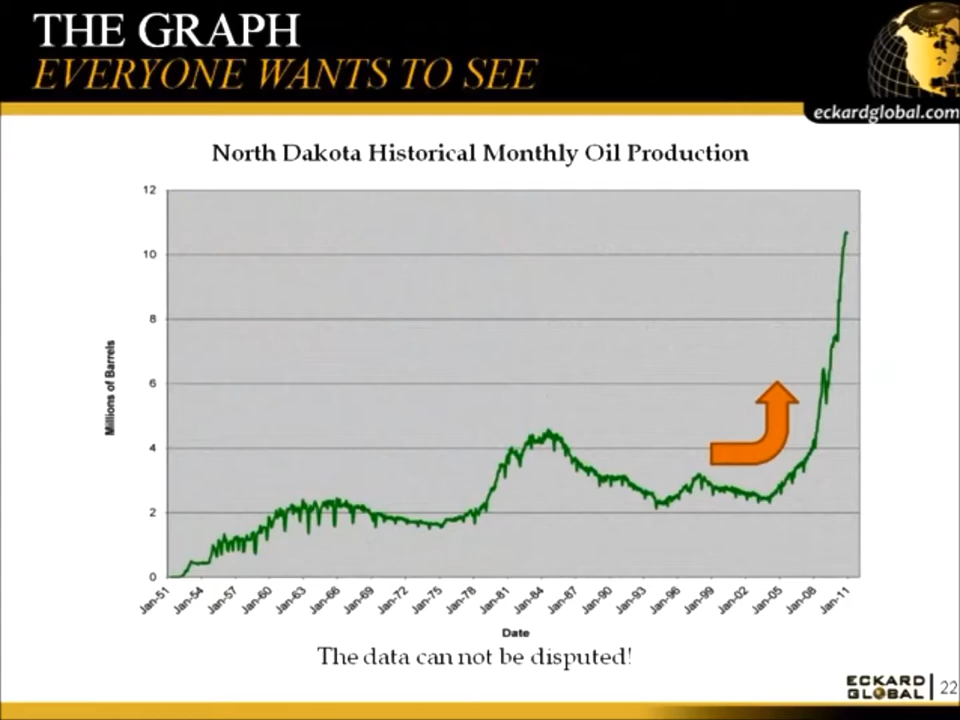 THE GRAPH
EVERYONE WANTS TO SEE
eckardglobal.com
North Dakota Historical Monthly Oil Production
12
10
8
6
4
2
0
Millions of Barrels
Jan-51 Jan-54 Jan-57 Jan-60 Jan-63 Jan-66 Jan-69 Jan-72 Jan-75 Jan-78 Jan-81 Jan-84 Jan-87 Jan-90 Jan-93 Jan-96 Jan-99 Jan-02 Jan-05 Jan-08 Jan-11
Date
The data can not be disputed!
ECKARD
GLOBAL
22